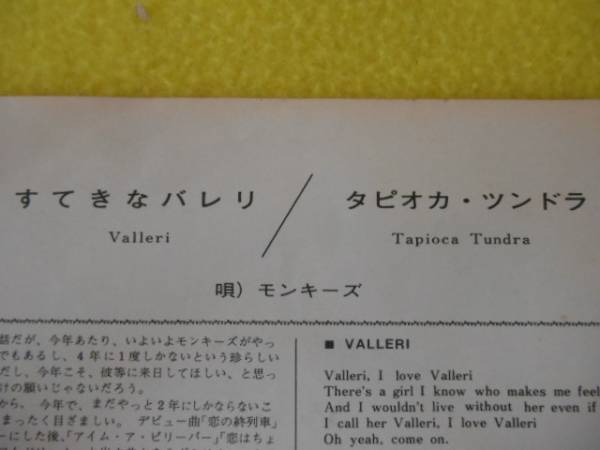 すてきなバレリ／タピオカ・ツンドラ
Valleri
Tapioca Tundra
唄）モンキーズ
話だが、今年あたり、いよいよモンキーズがやっ
でもあるし、4年に1度しかないという珍らしい
だし、今年こそ、彼等に来日してほしい、と思っ
けの願いじゃないだろう。
から、今年で、まだやっと2年にしかならないこ
まったく目ざましい。デビュー曲「恋の終列車」
ーにした後、「アイム・ア・ビリーバー」「恋はちょ
■ VALLERI
Valleri, I love Valleri
There's a girl I know who makes me feel
And I wouldn't live without her even if
I call her Valleri, I love Valleri
Oh yeah, come on.